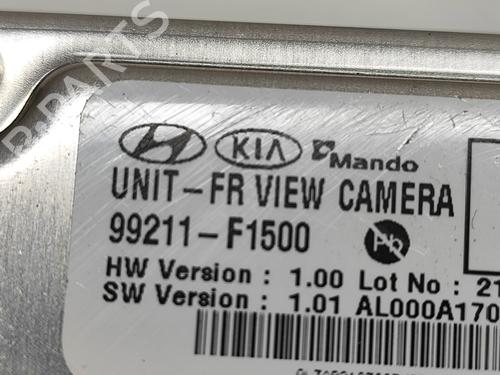 KIA Mando
UNIT-FR VIEW CAMERA
99211-F1500 Pb
HW Version : 1.00 Lot No : 21
SW Version : 1.01 AL000A170